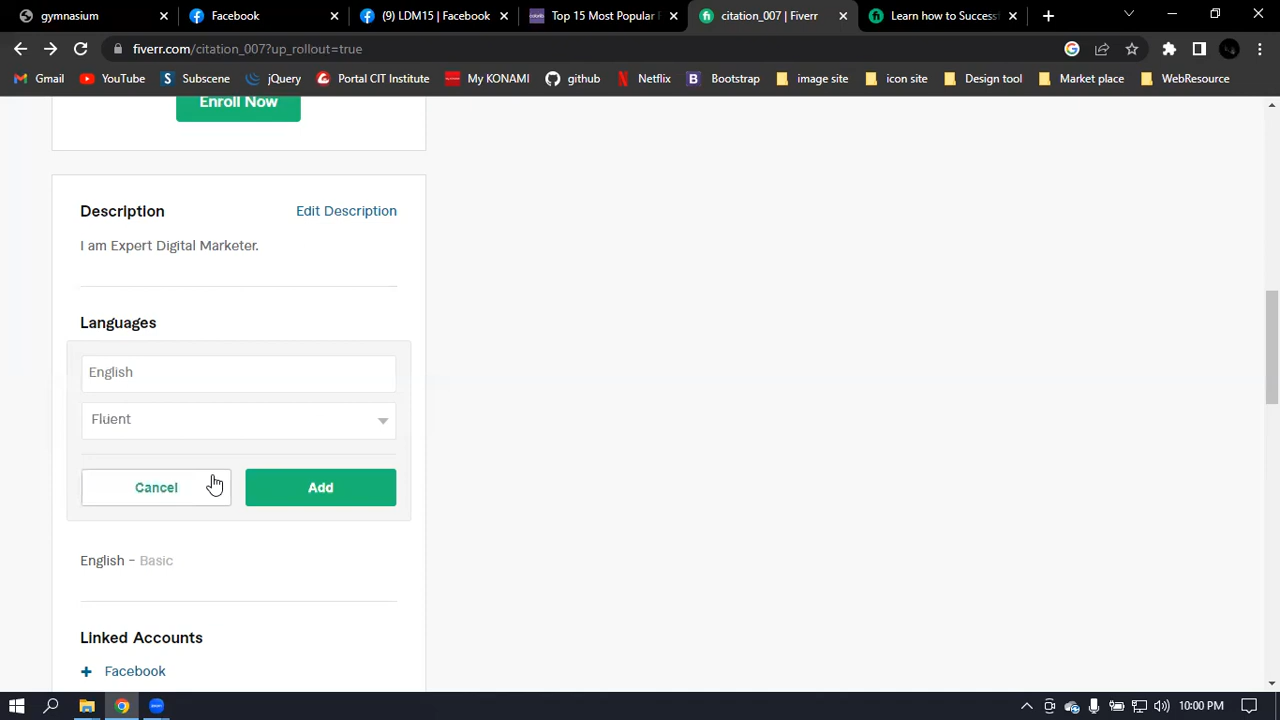 gymnasium
Facebook
(9) LDM15 | Facebook
Top 15 Most Popular
citation_007 | Fiverr
Learn how to Success
fiverr.com/citation_007?up_rollout=true
Gmail
YouTube
Subscene
jQuery
Portal CIT Institute
My KONAMI
github
Netflix
Bootstrap
image site
icon site
Design tool
Market place
WebResource
Enroll Now
Description
Edit Description
I am Expert Digital Marketer.
Languages
English
Fluent
Cancel
Add
English - Basic
Linked Accounts
+ Facebook
10:00 PM